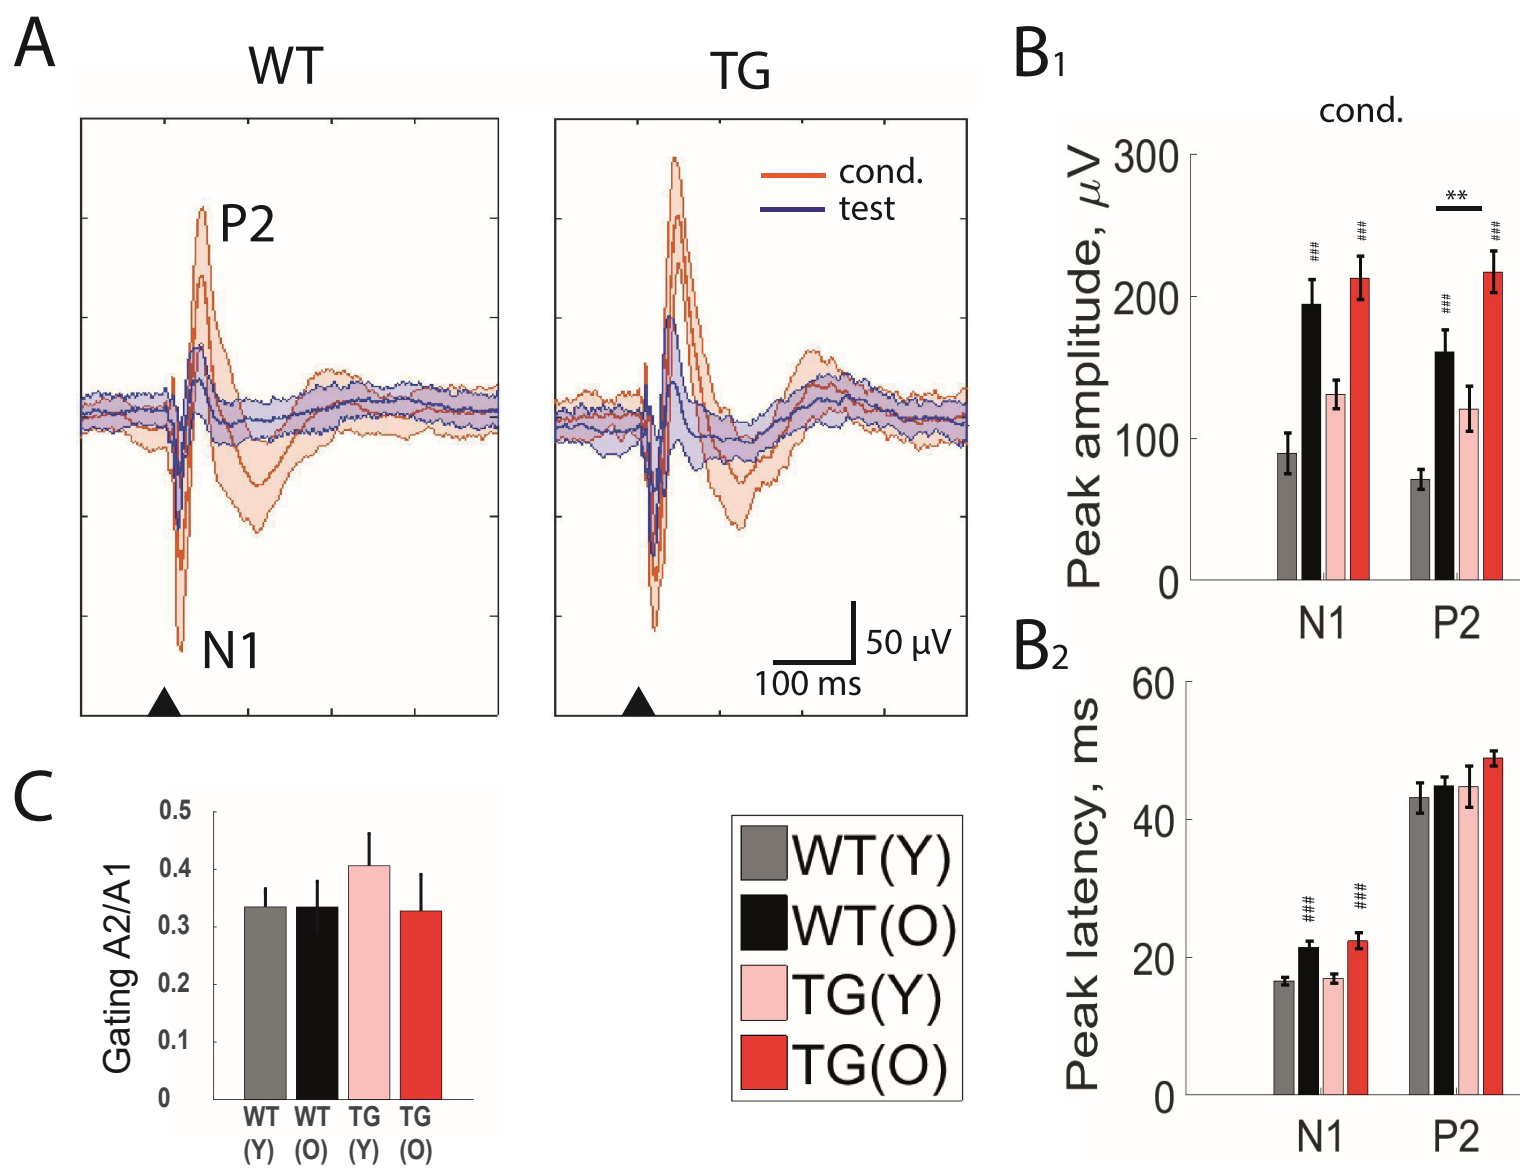 A
WT
TG
P2
N1
cond.
test
50 µV
100 ms
B1
cond.
Peak amplitude, µV
300
200
100
0
**
###
###
###
###
N1
P2
B2
Peak latency, ms
60
40
20
0
###
###
N1
P2
C
Gating A2/A1
0.5
0.4
0.3
0.2
0.1
0
WT WT TG TG
(Y) (O) (Y) (O)
WT(Y)
WT(O)
TG(Y)
TG(O)